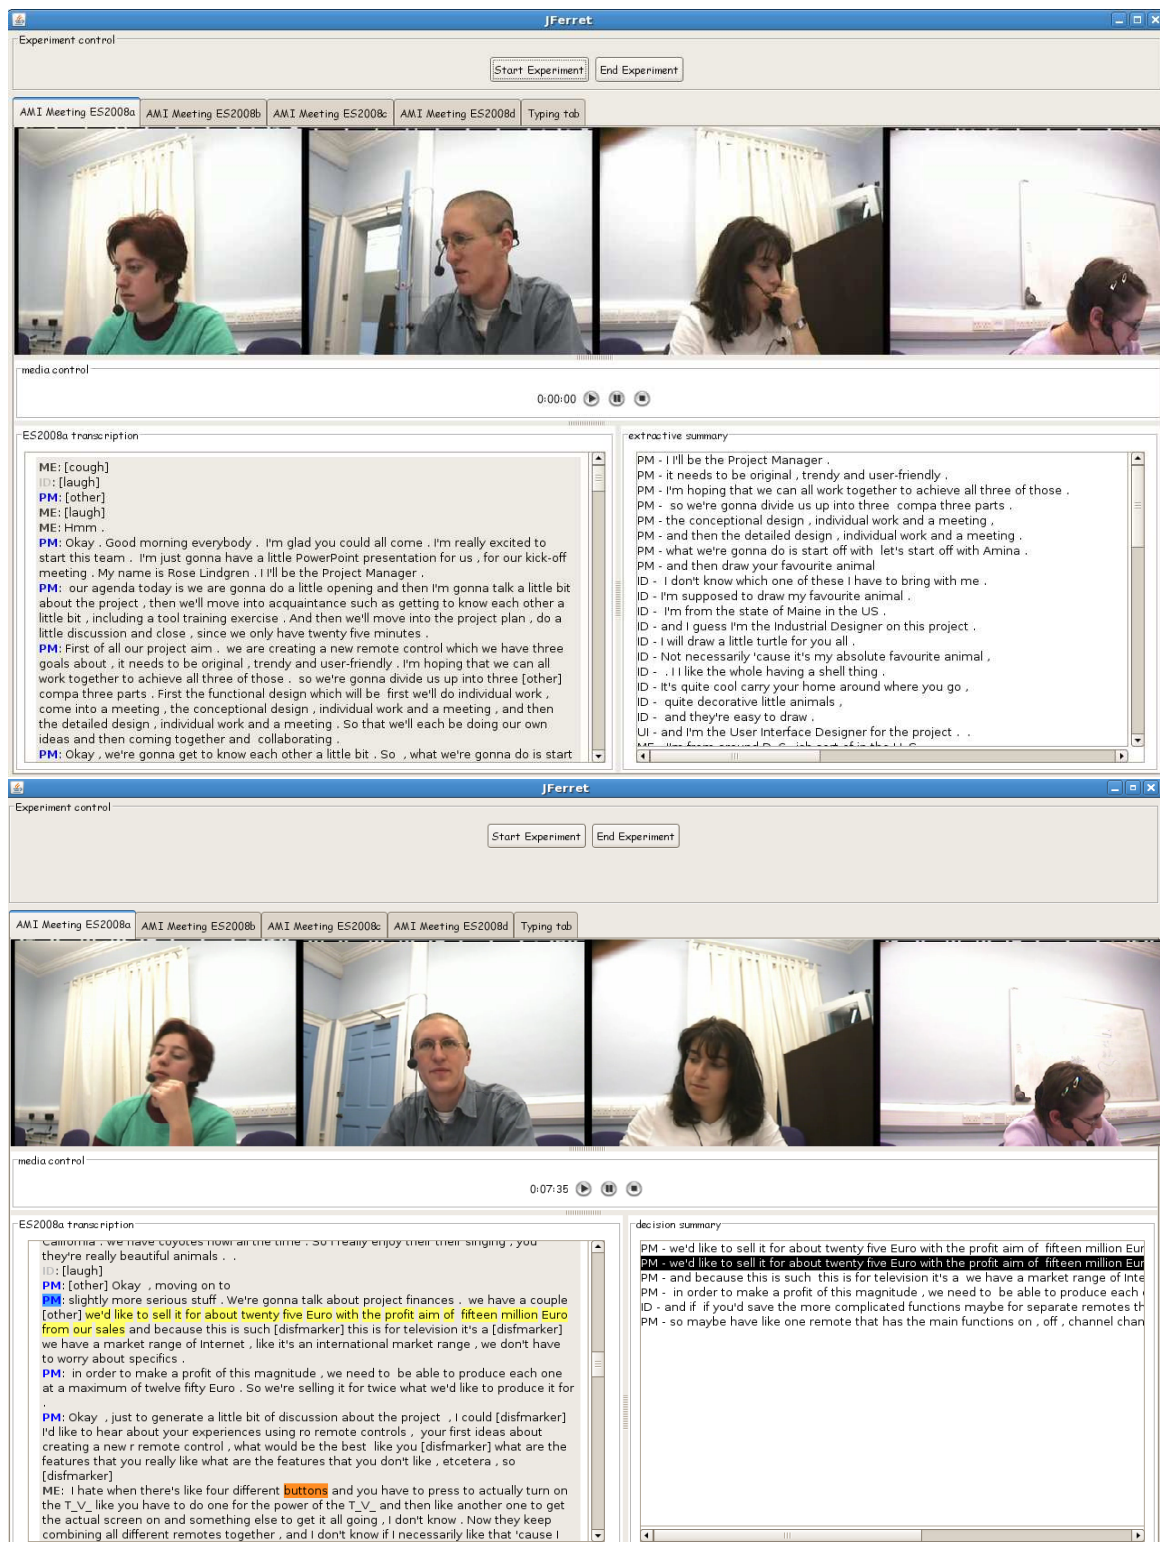 JFerret
Experiment control
Start Experiment End Experiment
AMI Meeting ES2008a AMI Meeting ES2008b AMI Meeting ES2008c AMI Meeting ES2008d Typing tab
media control
0:00:00
ES2008a transcription
ME: [cough]
ID: [laugh]
PM: [other]
ME: [laugh]
ME: Hmm .
PM: Okay . Good morning everybody . I'm glad you could all come . I'm really excited to
start this team . I'm just gonna have a little PowerPoint presentation for us , for our kick-off
meeting . My name is Rose Lindgren . I I'll be the Project Manager .
PM: our agenda today is we are gonna do a little opening and then I'm gonna talk a little bit
about the project , then we'll move into acquaintance such as getting to know each other a
little bit , including a tool training exercise . And then we'll move into the project plan , do a
little discussion and close , since we only have twenty five minutes .
PM: First of all our project aim . we are creating a new remote control which we have three
goals about , it needs to be original , trendy and user-friendly . I'm hoping that we can all
work together to achieve all three of those . so we're gonna divide us up into three [other]
compa three parts . First the functional design which will be first we'll do individual work ,
come into a meeting , the conceptional design , individual work and a meeting , and then
the detailed design , individual work and a meeting . So that we'll each be doing our own
ideas and then coming together and collaborating .
PM: Okay , we're gonna get to know each other a little bit . So , what we're gonna do is start
extractive summary
PM - I I'll be the Project Manager .
PM - it needs to be original , trendy and user-friendly .
PM - I'm hoping that we can all work together to achieve all three of those .
PM - so we're gonna divide us up into three compa three parts .
PM - the conceptional design , individual work and a meeting ,
PM - and then the detailed design , individual work and a meeting .
PM - what we're gonna do is start off with let's start off with Amina .
PM - and then draw your favourite animal
ID - I don't know which one of these I have to bring with me .
ID - I'm supposed to draw my favourite animal .
ID - I'm from the state of Maine in the US .
ID - and I guess I'm the Industrial Designer on this project .
ID - I will draw a little turtle for you all .
ID - Not necessarily 'cause it's my absolute favourite animal ,
ID - . I I like the whole having a shell thing .
ID - It's quite cool carry your home around where you go ,
ID - quite decorative little animals ,
ID - and they're easy to draw .
UI - and I'm the User Interface Designer for the project . .
JFerret
Experiment control
Start Experiment End Experiment
AMI Meeting ES2008a AMI Meeting ES2008b AMI Meeting ES2008c AMI Meeting ES2008d Typing tab
media control
0:07:35
ES2008a transcription
California . we have coyotes howl all the time . So I really enjoy their their singing , you
they're really beautiful animals . .
ID: [laugh]
PM: [other] Okay , moving on to
PM: slightly more serious stuff . We're gonna talk about project finances . we have a couple
[other] we'd like to sell it for about twenty five Euro with the profit aim of fifteen million Euro
from our sales and because this is such [disfmarker] this is for television it's a [disfmarker]
we have a market range of Internet , like it's an international market range , we don't have
to worry about specifics .
PM: in order to make a profit of this magnitude , we need to be able to produce each one
at a maximum of twelve fifty Euro . So we're selling it for twice what we'd like to produce it for
.
PM: Okay , just to generate a little bit of discussion about the project , I could [disfmarker]
I'd like to hear about your experiences using ro remote controls , your first ideas about
creating a new r remote control , what would be the best like you [disfmarker] what are the
features that you really like what are the features that you don't like , etcetera , so
[disfmarker]
ME: I hate when there's like four different buttons and you have to press to actually turn on
the T_V_ like you have to do one for the power of the T_V_ and then like another one to get
the actual screen on and something else to get it all going , I don't know . Now they keep
combining all different remotes together , and I don't know if I necessarily like that 'cause I
decision summary
PM - we'd like to sell it for about twenty five Euro with the profit aim of fifteen million Eur
PM - we'd like to sell it for about twenty five Euro with the profit aim of fifteen million Eur
PM - and because this is such this is for television it's a we have a market range of Inte
PM - in order to make a profit of this magnitude , we need to be able to produce each
ID - and if if you'd save the more complicated functions maybe for separate remotes th
PM - so maybe have like one remote that has the main functions on , off , channel chan